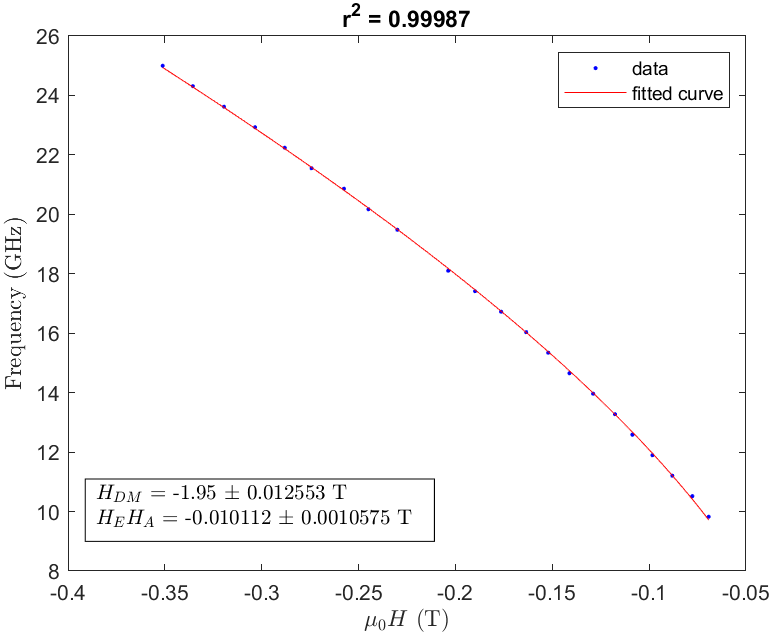 r² = 0.99987
26
24
22
20
18
16
14
12
10
8
Frequency (GHz)
data
fitted curve
H_DM = -1.95 ± 0.012553 T
H_E H_A = -0.010112 ± 0.0010575 T
-0.4 -0.35 -0.3 -0.25 -0.2 -0.15 -0.1 -0.05
μ₀H (T)